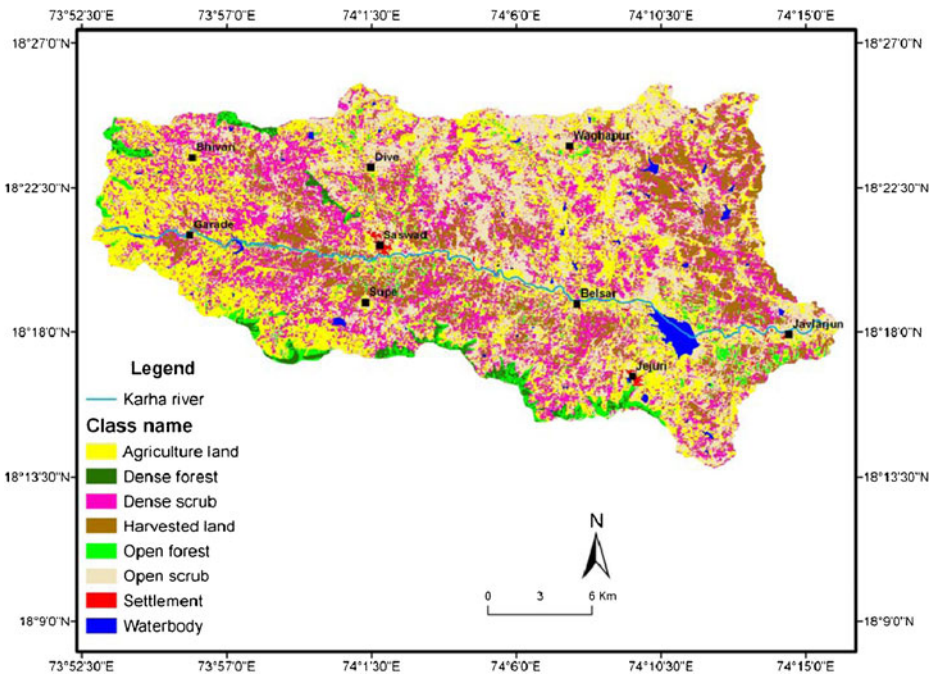 73°52'30"E 73°57'0"E 74°1'30"E 74°6'0"E 74°10'30"E 74°15'0"E
18°27'0"N 18°27'0"N
Waghapur
Bhivari
Dive
18°22'30"N 18°22'30"N
Garade
Saswad
Supe
Belsar
18°18'0"N 18°18'0"N
Javlarjun
Jejuri
Legend
Karha river
Class name
Agriculture land
18°13'30"N 18°13'30"N
Dense forest
Dense scrub
Harvested land
Open forest
Open scrub
Settlement
Waterbody
N
0 3 6 Km
18°9'0"N 18°9'0"N
73°52'30"E 73°57'0"E 74°1'30"E 74°6'0"E 74°10'30"E 74°15'0"E